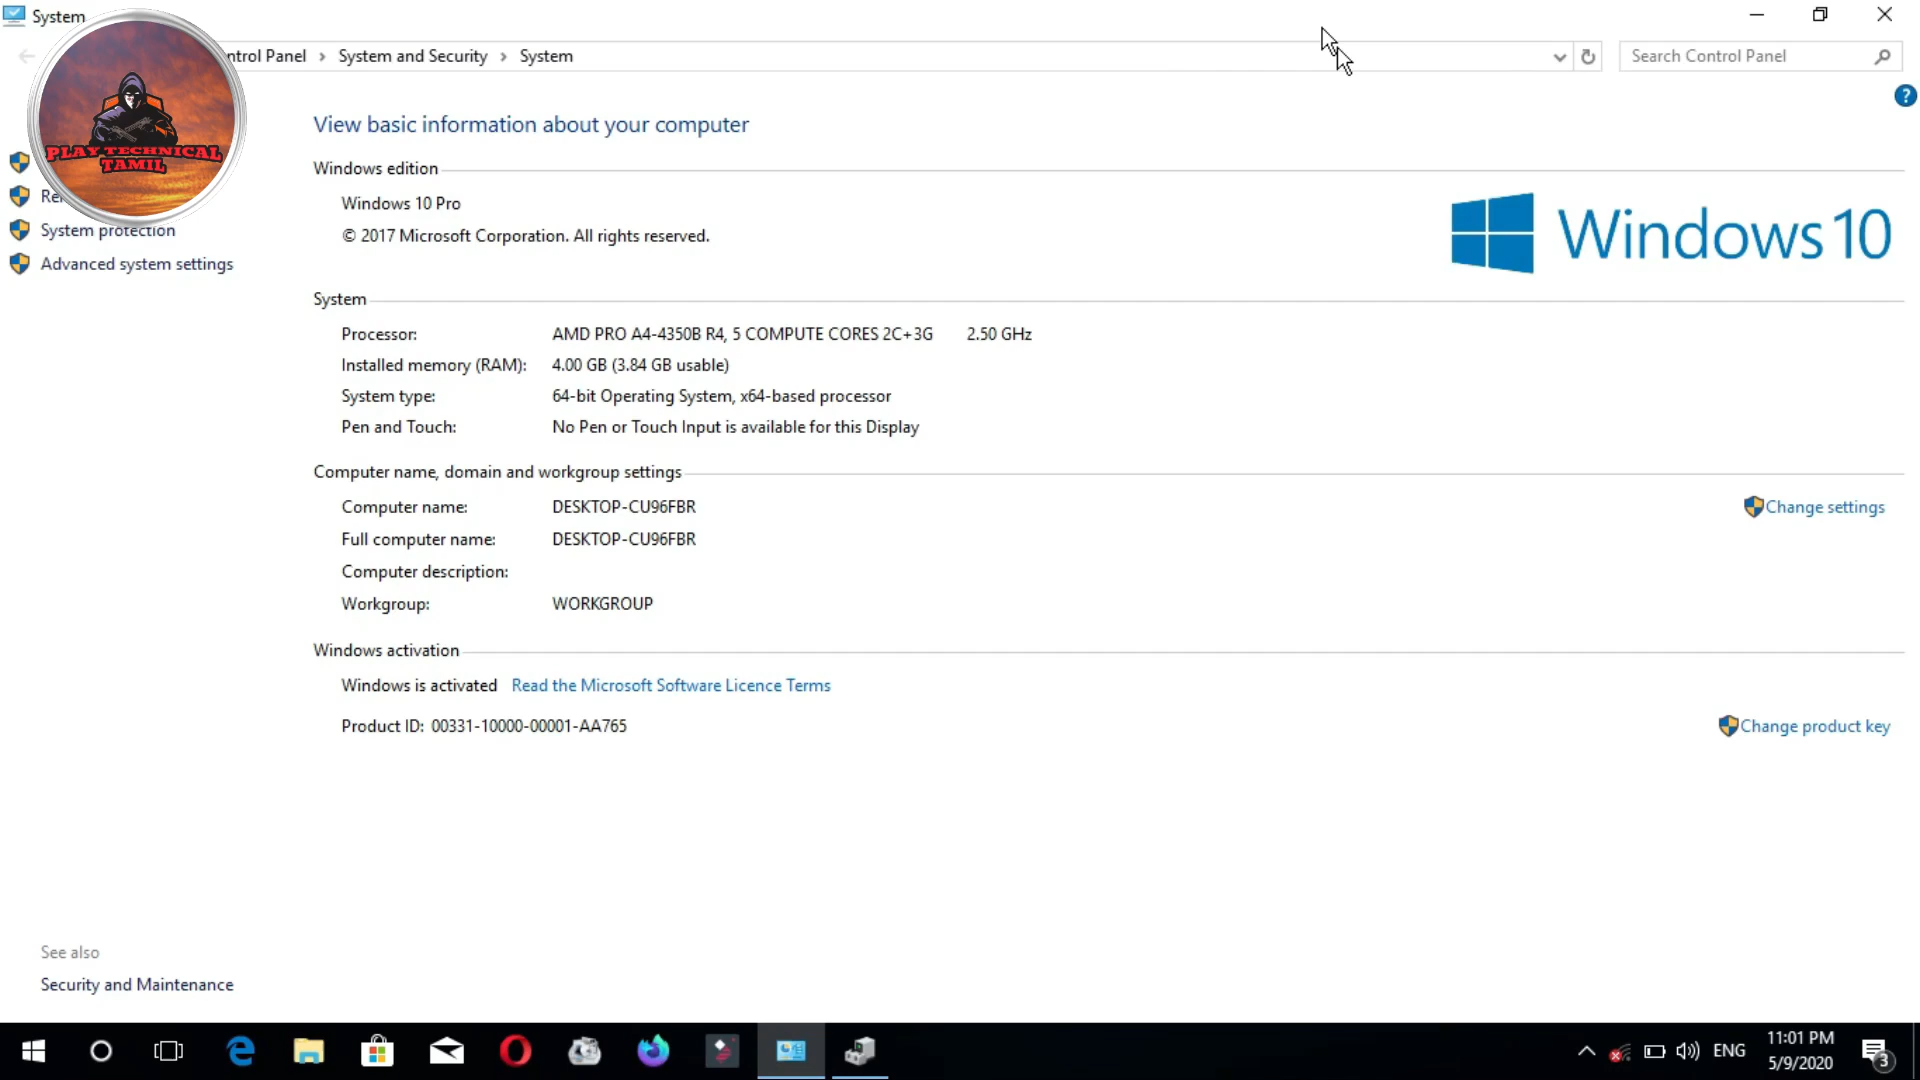 System
ntrol Panel › System and Security › System
Search Control Panel
PLAY TECHNICAL
TAMIL
System protection
Advanced system settings
View basic information about your computer
Windows edition
Windows 10 Pro
© 2017 Microsoft Corporation. All rights reserved.
Windows 10
System
Processor: AMD PRO A4-4350B R4, 5 COMPUTE CORES 2C+3G 2.50 GHz
Installed memory (RAM): 4.00 GB (3.84 GB usable)
System type: 64-bit Operating System, x64-based processor
Pen and Touch: No Pen or Touch Input is available for this Display
Computer name, domain and workgroup settings
Computer name: DESKTOP-CU96FBR
Change settings
Full computer name: DESKTOP-CU96FBR
Computer description:
Workgroup: WORKGROUP
Windows activation
Windows is activated Read the Microsoft Software Licence Terms
Product ID: 00331-10000-00001-AA765
Change product key
See also
Security and Maintenance
ENG
11:01 PM
5/9/2020
3